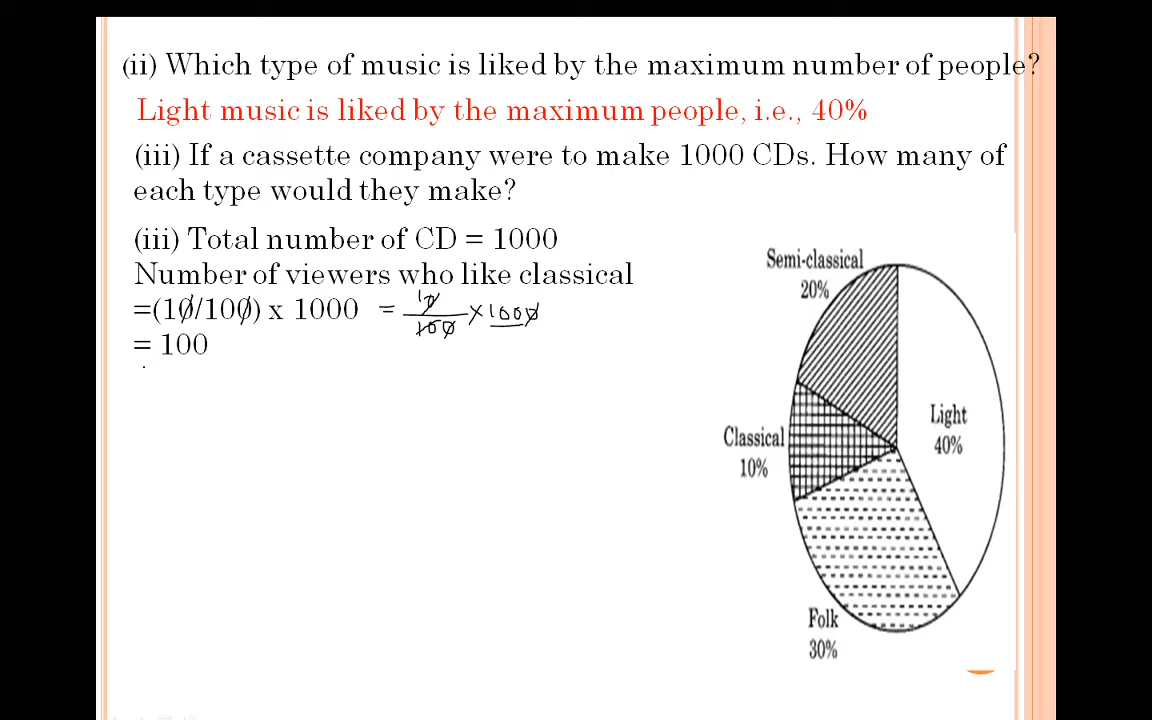 (ii) Which type of music is liked by the maximum number of people?
Light music is liked by the maximum people, i.e., 40%
(iii) If a cassette company were to make 1000 CDs. How many of
each type would they make?
(iii) Total number of CD = 1000
Number of viewers who like classical
=(10/100) x 1000 = 10/100 × 1000
= 100
Semi-classical
20%
Light
40%
Classical
10%
Folk
30%